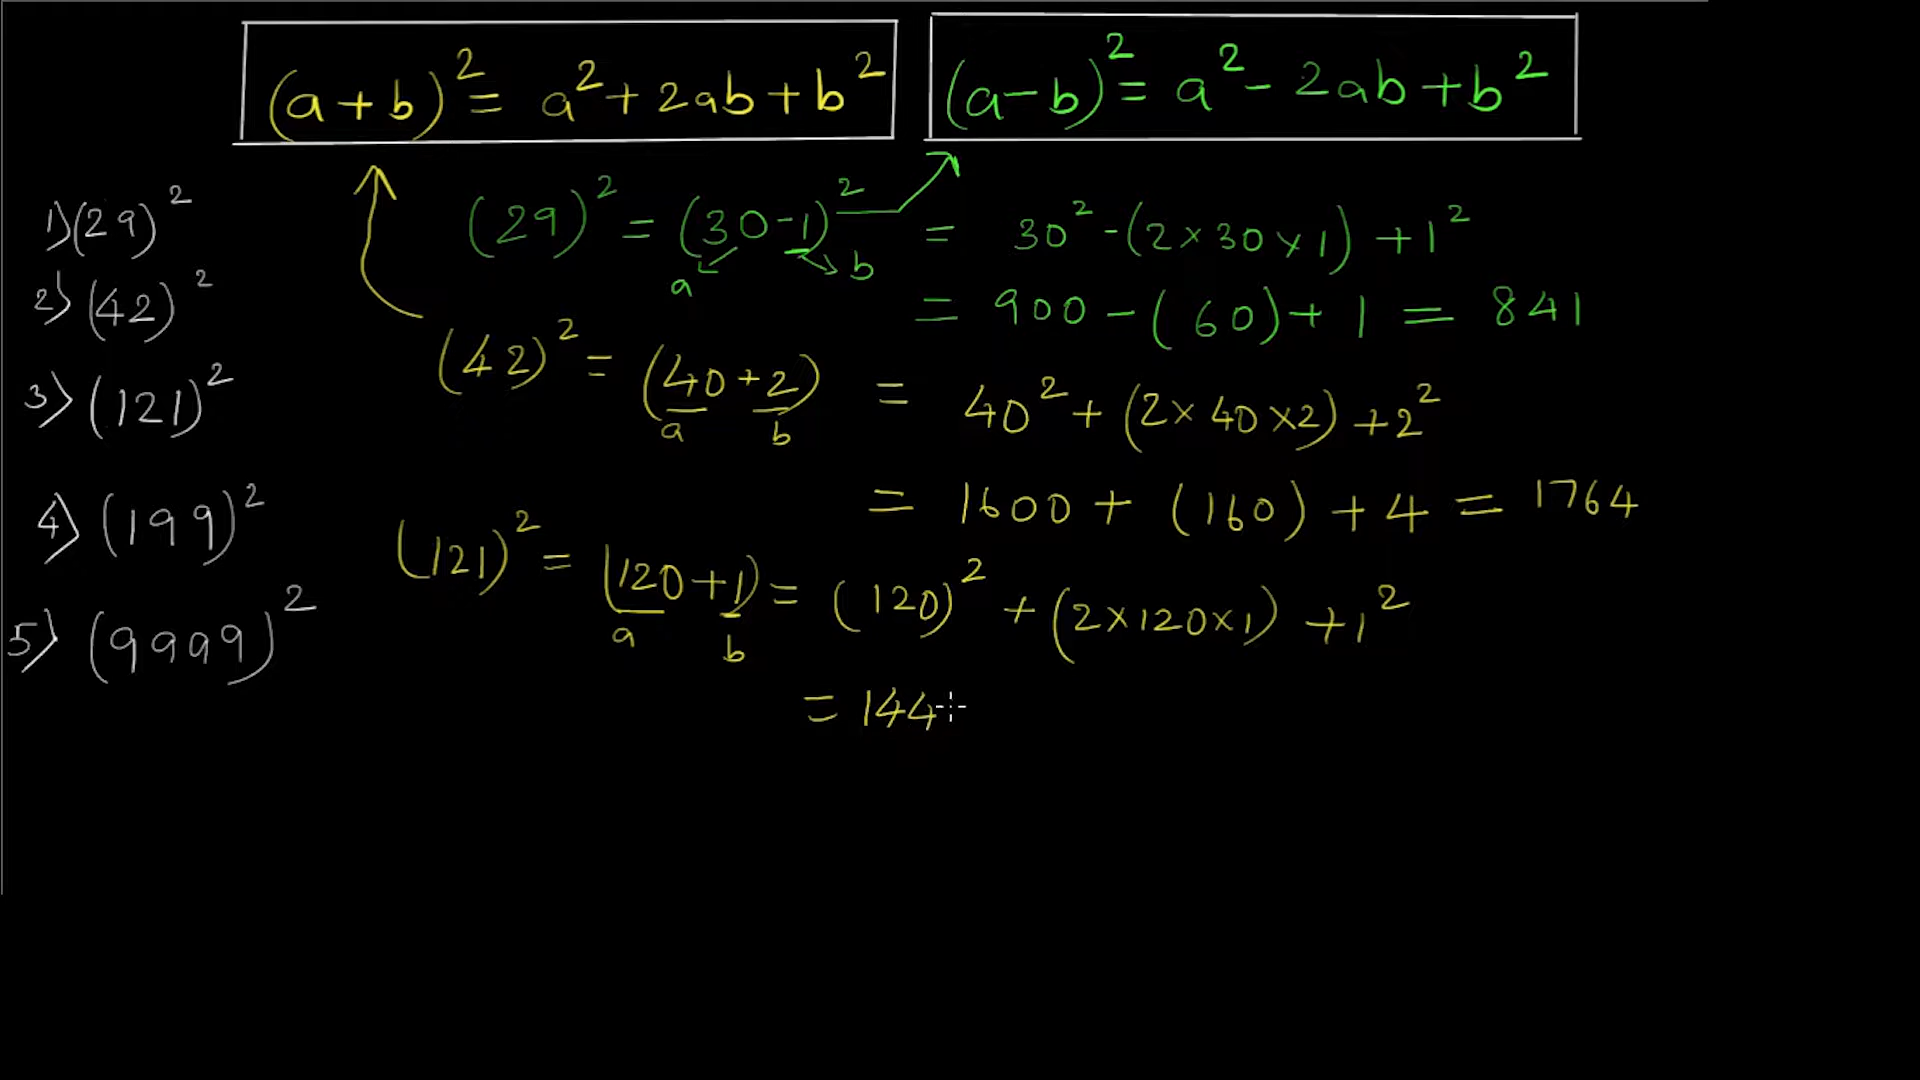 (a+b)² = a² + 2ab + b²
(a-b)² = a² - 2ab + b²
1) (29)²
2) (42)²
3) (121)²
4) (199)²
5) (9999)²
(29)² = (30-1)² = 30² - (2×30×1) + 1²
a b
= 900 - (60) + 1 = 841
(42)² = (40+2) = 40² + (2×40×2) + 2²
a b
= 1600 + (160) + 4 = 1764
(121)² = (120+1) = (120)² + (2×120×1) + 1²
a b
= 144